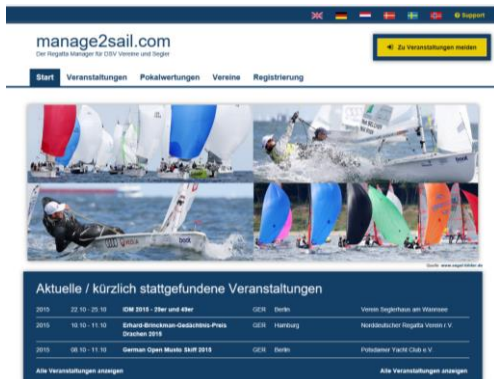 Support
manage2sail.com
Der Regatta Manager für DSV Vereine und Segler
Zu Veranstaltungen melden
Start Veranstaltungen Pokalwertungen Vereine Registrierung
book
Quelle: www.segel-bilder.de
Aktuelle / kürzlich stattgefundene Veranstaltungen
2015 22.10 - 25.10 IDM 2015 - 29er und 49er GER Berlin Verein Seglerhaus am Wannsee
2015 10.10 - 11.10 Erhard-Brinckman-Gedächtnis-Preis Drachen 2015 GER Hamburg Norddeutscher Regatta Verein r.V.
2015 08.10 - 11.10 German Open Musto Skiff 2015 GER Berlin Potsdamer Yacht Club e.V.
Alle Veranstaltungen anzeigen Alle Veranstaltungen anzeigen